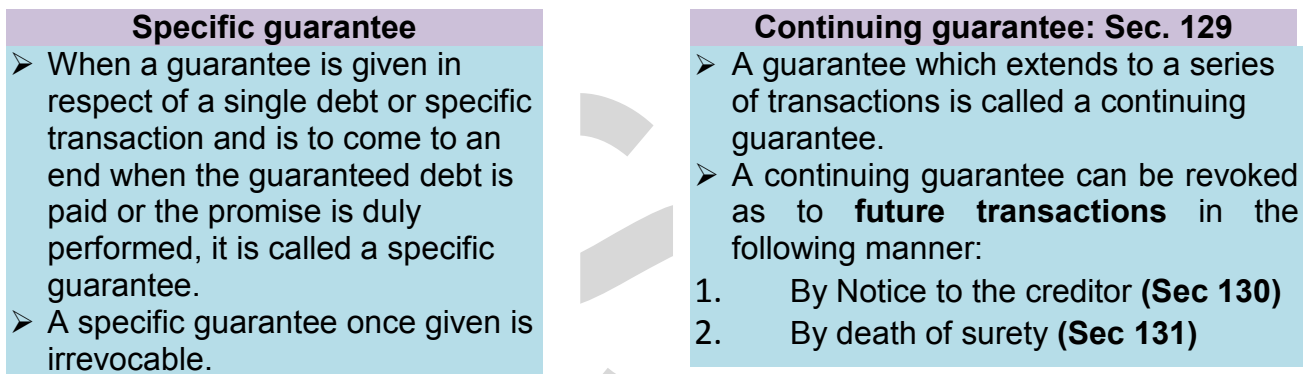 Specific guarantee
➢ When a guarantee is given in
respect of a single debt or specific
transaction and is to come to an
end when the guaranteed debt is
paid or the promise is duly
performed, it is called a specific
guarantee.
➢ A specific guarantee once given is
irrevocable.
Continuing guarantee: Sec. 129
➢ A guarantee which extends to a series
of transactions is called a continuing
guarantee.
➢ A continuing guarantee can be revoked
as to future transactions in the
following manner:
1. By Notice to the creditor (Sec 130)
2. By death of surety (Sec 131)